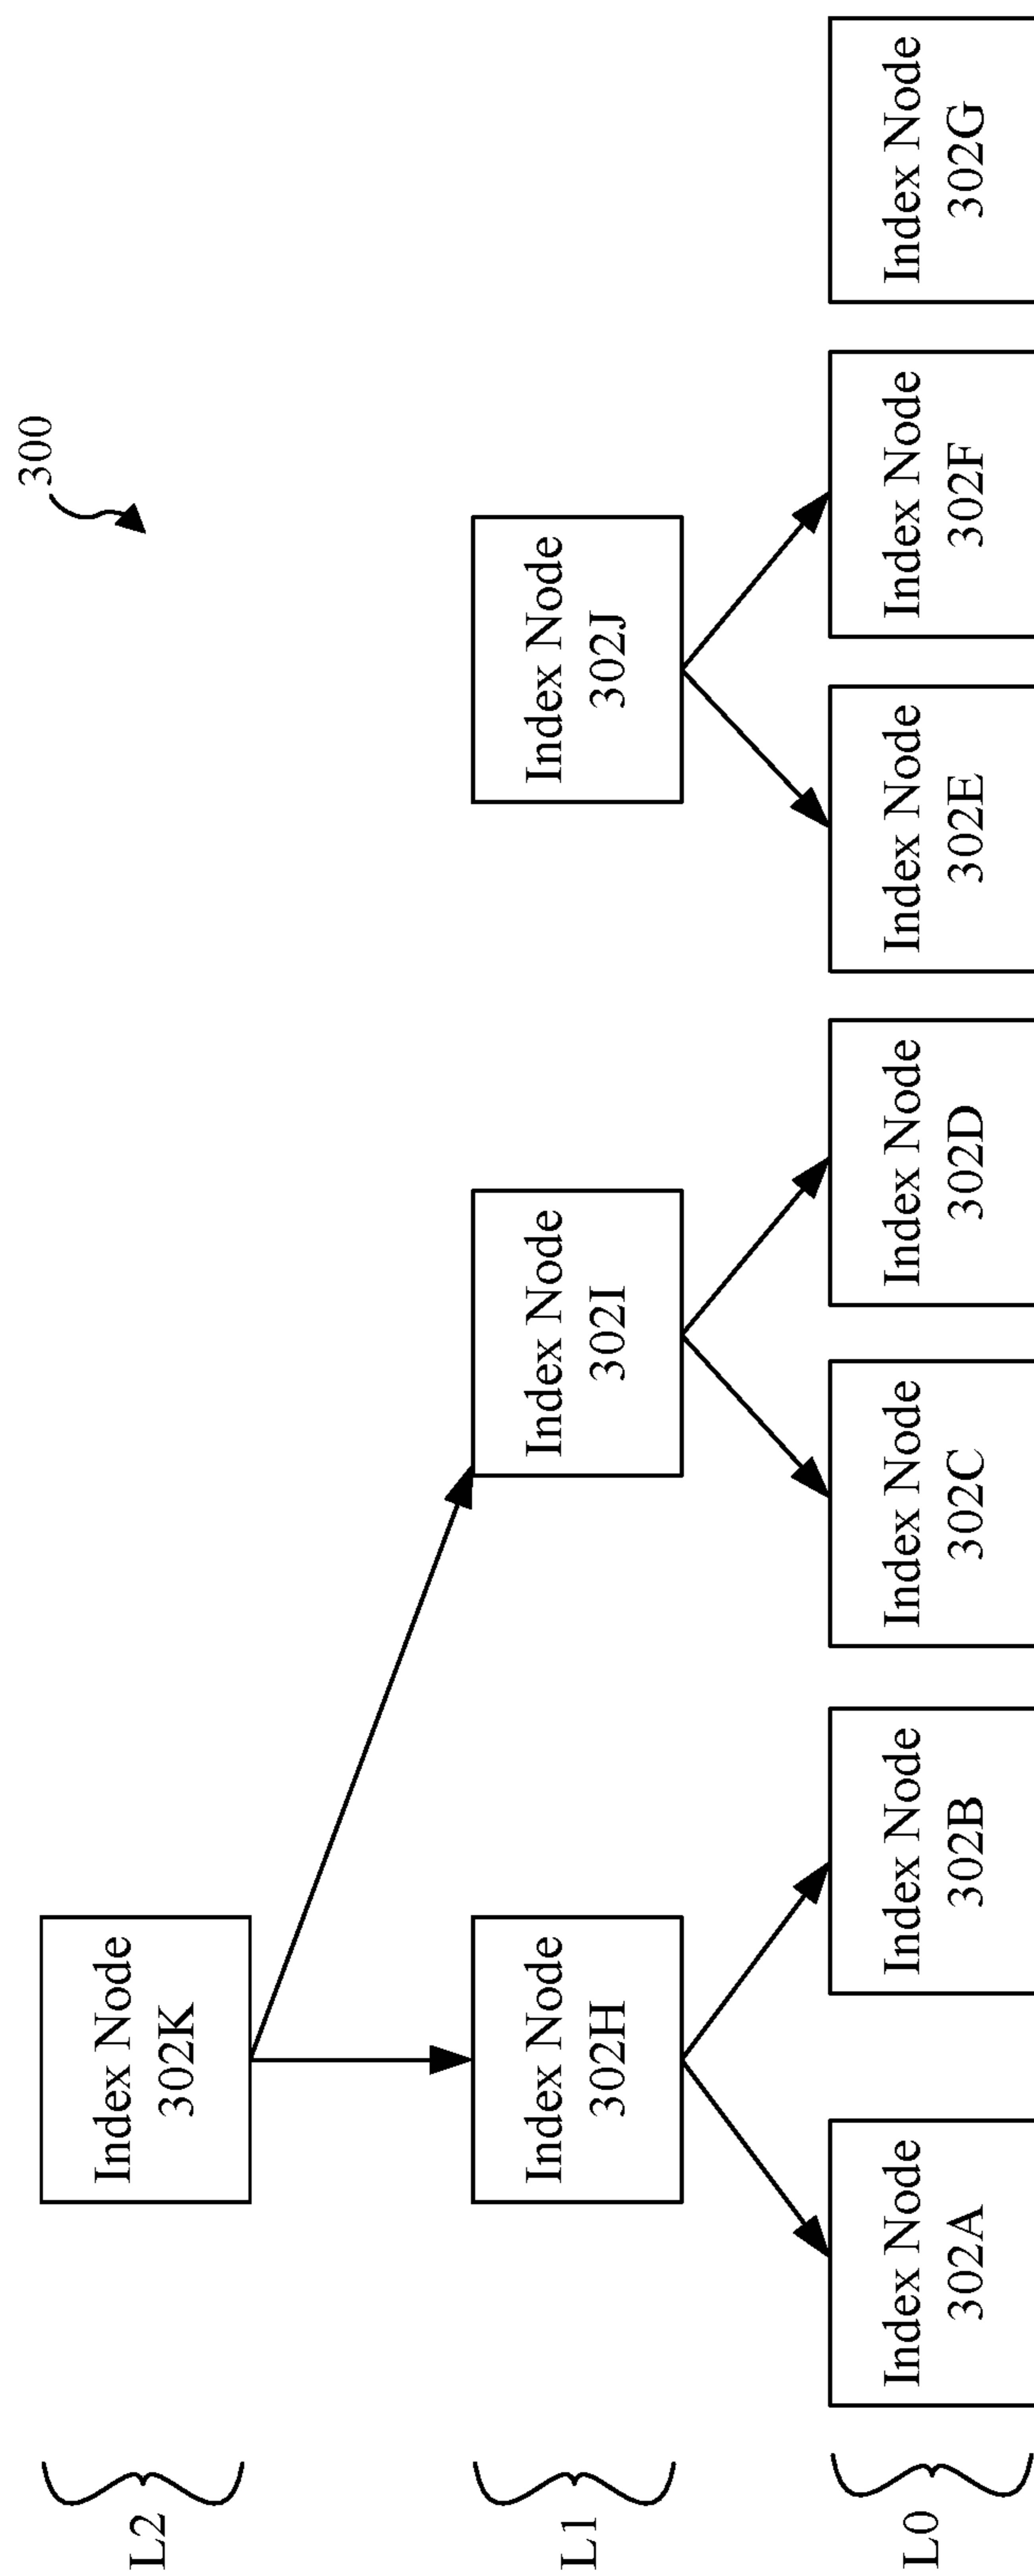 300
L2
Index Node
302K
L1
Index Node
302H
Index Node
302I
Index Node
302J
L0
Index Node
302A
Index Node
302B
Index Node
302C
Index Node
302D
Index Node
302E
Index Node
302F
Index Node
302G